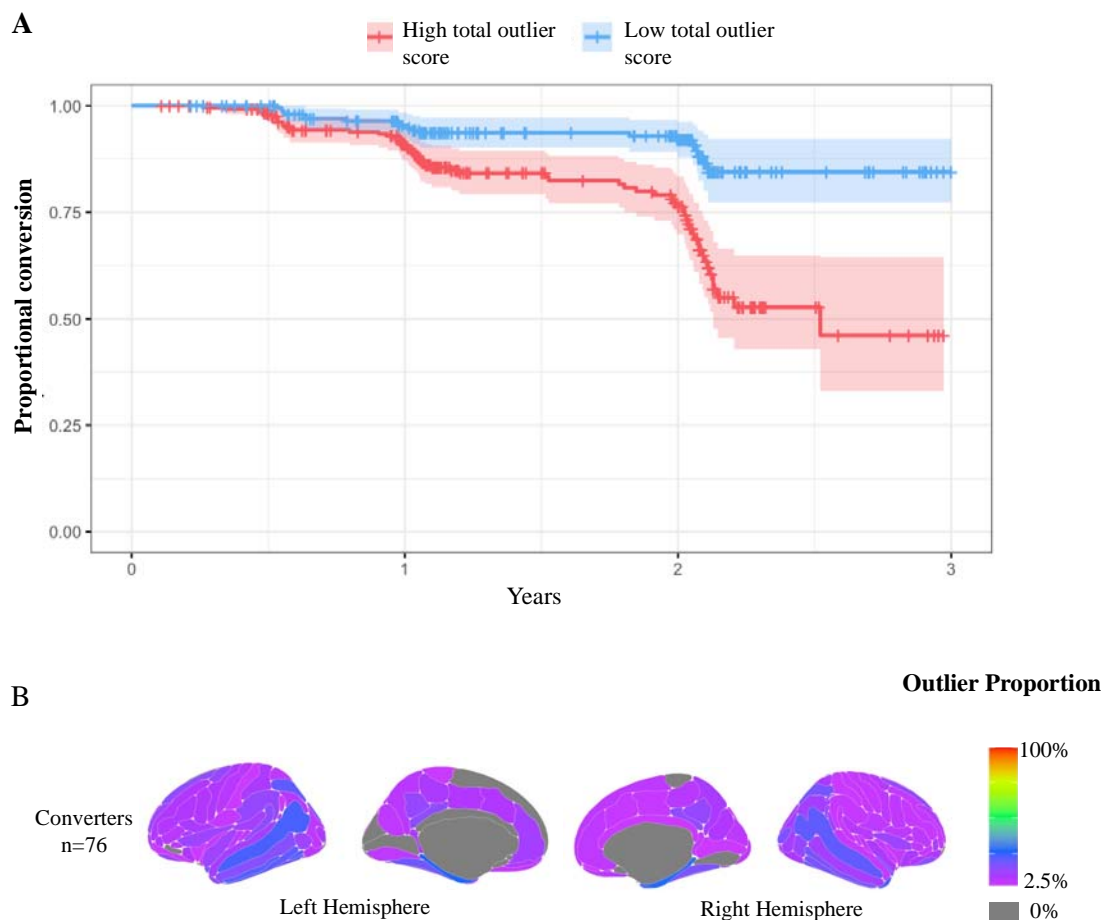 A
High total outlier
score
Low total outlier
score
1.00
0.75
0.50
0.25
0.00
Proportional conversion
0 1 2 3
Years
B
Outlier Proportion
Converters
n=76
100%
2.5%
0%
Left Hemisphere
Right Hemisphere